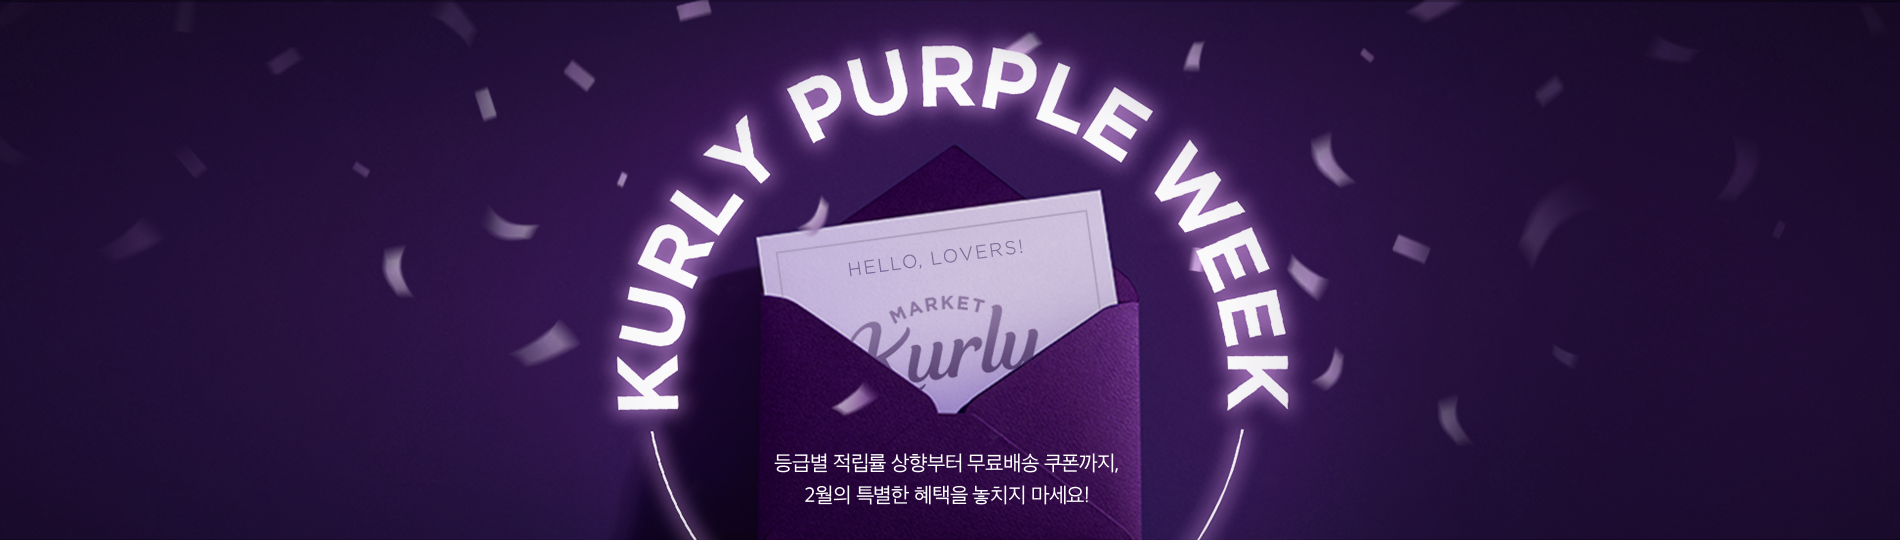 KURLY PURPLE WEEK
HELLO, LOVERS!
MARKET
Kurly
등급별 적립률 상향부터 무료배송 쿠폰까지,
2월의 특별한 혜택을 놓치지 마세요!